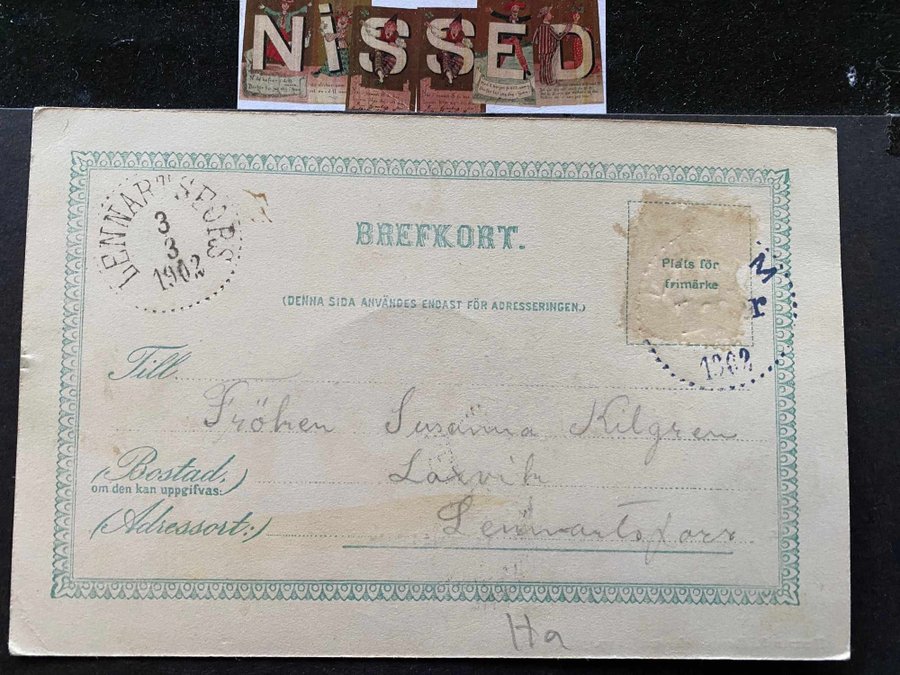 NISSED
LENNARTSFORS
3
3
1902
BREFKORT.
(DENNA SIDA ANVÄNDES ENDAST FÖR ADRESSERINGEN.)
Plats för
frimärke
M
r
1902
Till
Fröken Susanna Kilgren
(Bostad:
om den kan uppgifvas:)
Larvik
(Adressort:)
Lennartsfors
Ha